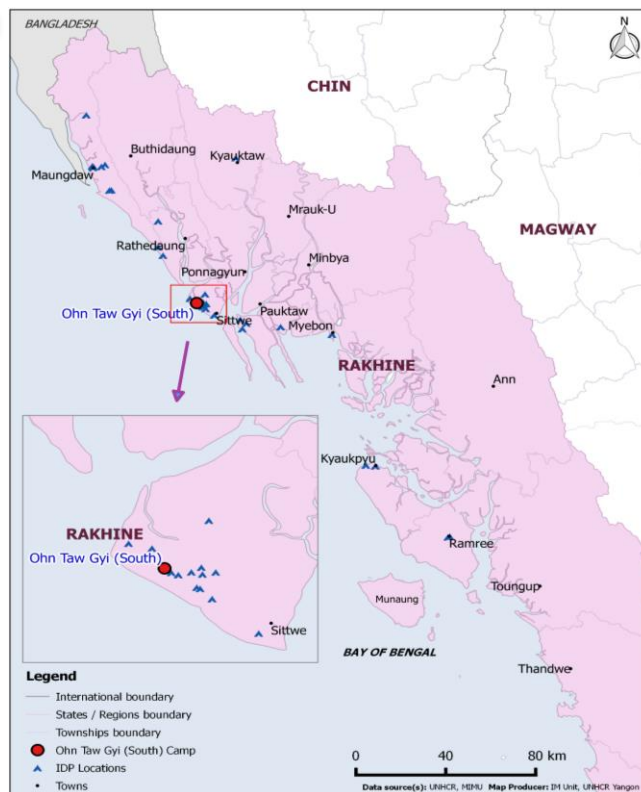 BANGLADESH
N
CHIN
Buthidaung
Kyauktaw
Maungdaw
Mrauk-U
MAGWAY
Rathedaung
Minbya
Ponnagyun
Ohn Taw Gyi (South)
Sittwe
Pauktaw
Myebon
RAKHINE
Ann
Kyaukpyu
RAKHINE
Ohn Taw Gyi (South)
Sittwe
Ramree
Toungup
Munaung
BAY OF BENGAL
Thandwe
Legend
International boundary
States / Regions boundary
Townships boundary
Ohn Taw Gyi (South) Camp
IDP Locations
Towns
0 40 80 km
Data source(s): UNHCR, MIMU Map Producer: IM Unit, UNHCR Yangon